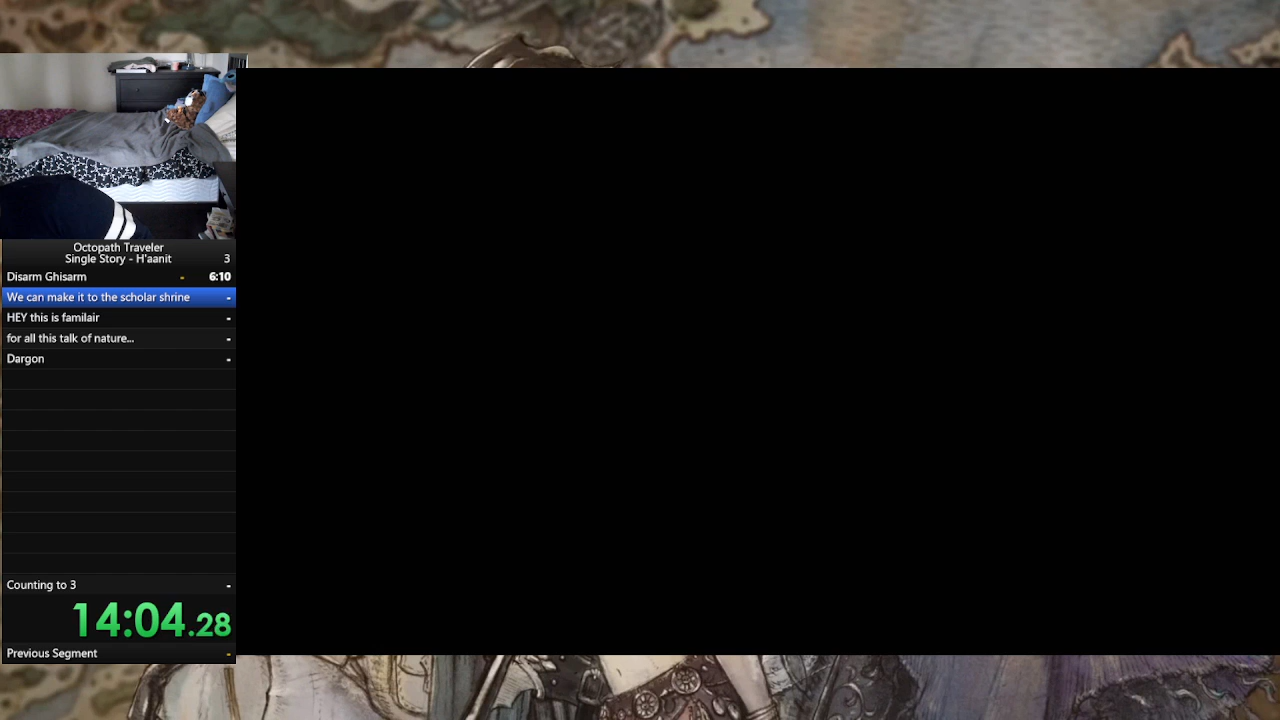 Octopath Traveler
Single Story - H'aanit 3
Disarm Ghisarm - 6:10
We can make it to the scholar shrine -
HEY this is familair -
for all this talk of nature... -
Dargon -
Counting to 3 -
14:04.28
Previous Segment -